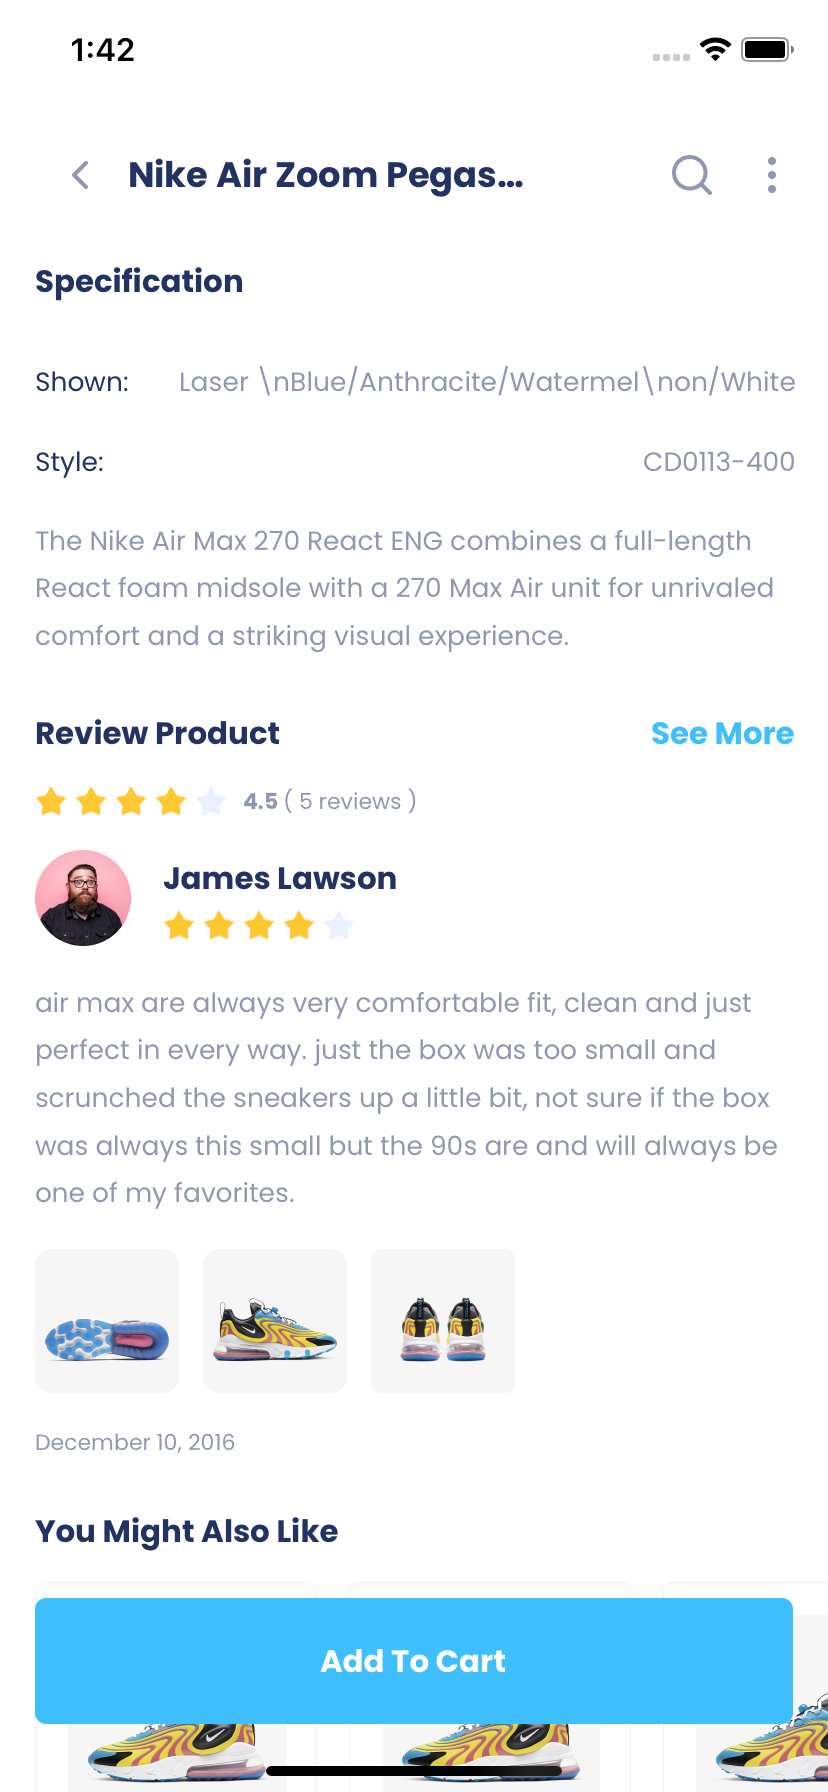 1:42
Nike Air Zoom Pegas...
Specification
Shown: Laser \nBlue/Anthracite/Watermel\non/White
Style: CD0113-400
The Nike Air Max 270 React ENG combines a full-length
React foam midsole with a 270 Max Air unit for unrivaled
comfort and a striking visual experience.
Review Product See More
4.5 ( 5 reviews )
James Lawson
air max are always very comfortable fit, clean and just
perfect in every way. just the box was too small and
scrunched the sneakers up a little bit, not sure if the box
was always this small but the 90s are and will always be
one of my favorites.
December 10, 2016
You Might Also Like
Add To Cart